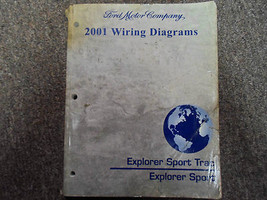 Ford Motor Company,
2001 Wiring Diagrams
Explorer Sport Trac
Explorer Sport